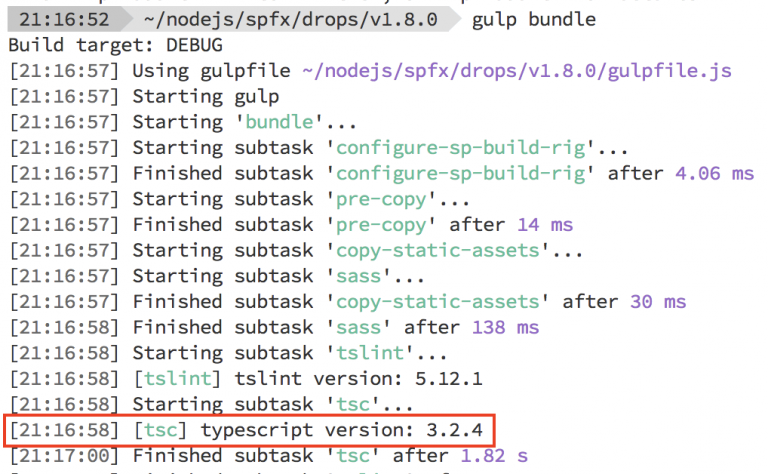 21:16:52 ~/nodejs/spfx/drops/v1.8.0 gulp bundle
Build target: DEBUG
[21:16:57] Using gulpfile ~/nodejs/spfx/drops/v1.8.0/gulpfile.js
[21:16:57] Starting gulp
[21:16:57] Starting 'bundle'...
[21:16:57] Starting subtask 'configure-sp-build-rig'...
[21:16:57] Finished subtask 'configure-sp-build-rig' after 4.06 ms
[21:16:57] Starting subtask 'pre-copy'...
[21:16:57] Finished subtask 'pre-copy' after 14 ms
[21:16:57] Starting subtask 'copy-static-assets'...
[21:16:57] Starting subtask 'sass'...
[21:16:57] Finished subtask 'copy-static-assets' after 30 ms
[21:16:58] Finished subtask 'sass' after 138 ms
[21:16:58] Starting subtask 'tslint'...
[21:16:58] [tslint] tslint version: 5.12.1
[21:16:58] Starting subtask 'tsc'...
[21:16:58] [tsc] typescript version: 3.2.4
[21:17:00] Finished subtask 'tsc' after 1.82 s